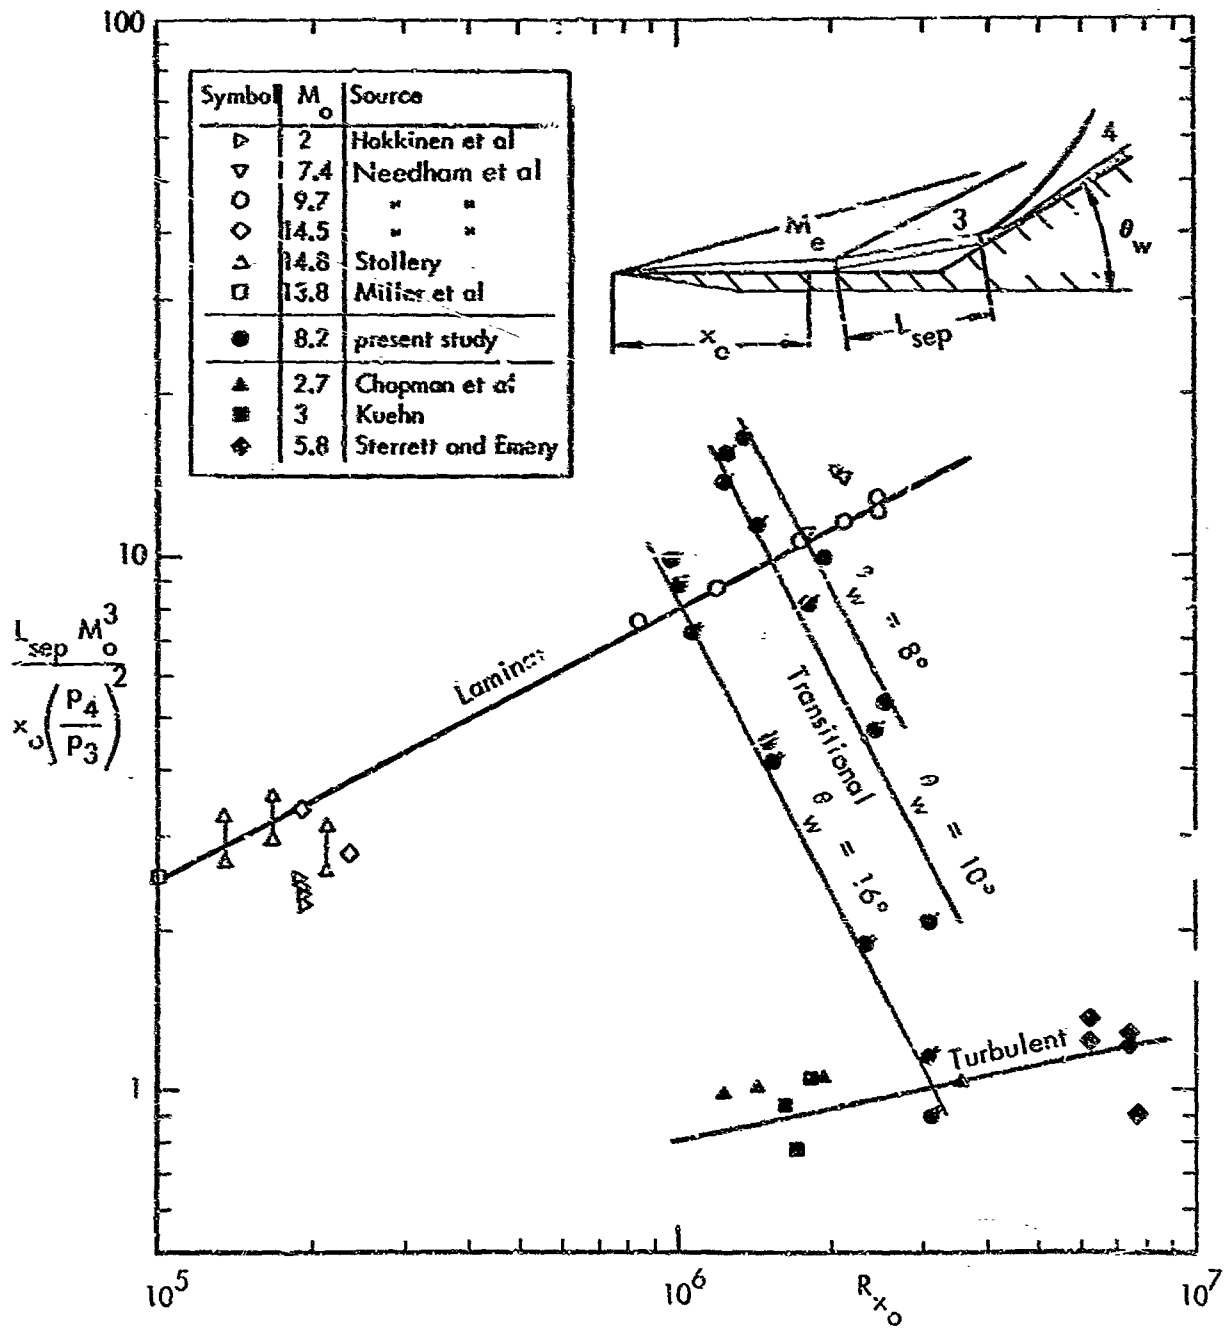 100
Symbol M_o Source
2 Hakkinen et al
7.4 Needham et al
9.7 " "
14.5 " "
14.8 Stollery
13.8 Miller et al
8.2 present study
2.7 Chapman et al
3 Kuehn
5.8 Sterrett and Emery
M_e
3
4
θ_w
x_o
L_sep
10
L_sep M_o^3
x_o (p_4/p_3)^2
Laminar
Transitional
θ_w = 8°
θ_w = 10°
θ_w = 16°
Turbulent
1
10^5
10^6
R_x_o
10^7